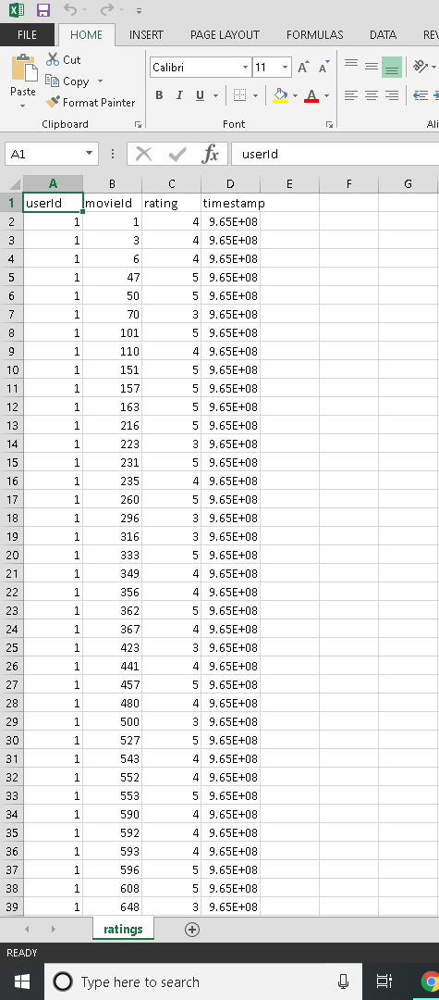 FILE HOME INSERT PAGE LAYOUT FORMULAS DATA REV
Cut
Copy
Format Painter
Paste
Calibri 11 A A
B I U A
Clipboard Font Ali
A1 fx userId
A B C D E F G
1 userId movieId rating timestamp
2 1 1 4 9.65E+08
3 1 3 4 9.65E+08
4 1 6 4 9.65E+08
5 1 47 5 9.65E+08
6 1 50 5 9.65E+08
7 1 70 3 9.65E+08
8 1 101 5 9.65E+08
9 1 110 4 9.65E+08
10 1 151 5 9.65E+08
11 1 157 5 9.65E+08
12 1 163 5 9.65E+08
13 1 216 5 9.65E+08
14 1 223 3 9.65E+08
15 1 231 5 9.65E+08
16 1 235 4 9.65E+08
17 1 260 5 9.65E+08
18 1 296 3 9.65E+08
19 1 316 3 9.65E+08
20 1 333 5 9.65E+08
21 1 349 4 9.65E+08
22 1 356 4 9.65E+08
23 1 362 5 9.65E+08
24 1 367 4 9.65E+08
25 1 423 3 9.65E+08
26 1 441 4 9.65E+08
27 1 457 5 9.65E+08
28 1 480 4 9.65E+08
29 1 500 3 9.65E+08
30 1 527 5 9.65E+08
31 1 543 4 9.65E+08
32 1 552 4 9.65E+08
33 1 553 5 9.65E+08
34 1 590 4 9.65E+08
35 1 592 4 9.65E+08
36 1 593 4 9.65E+08
37 1 596 5 9.65E+08
38 1 608 5 9.65E+08
39 1 648 3 9.65E+08
ratings
READY
Type here to search